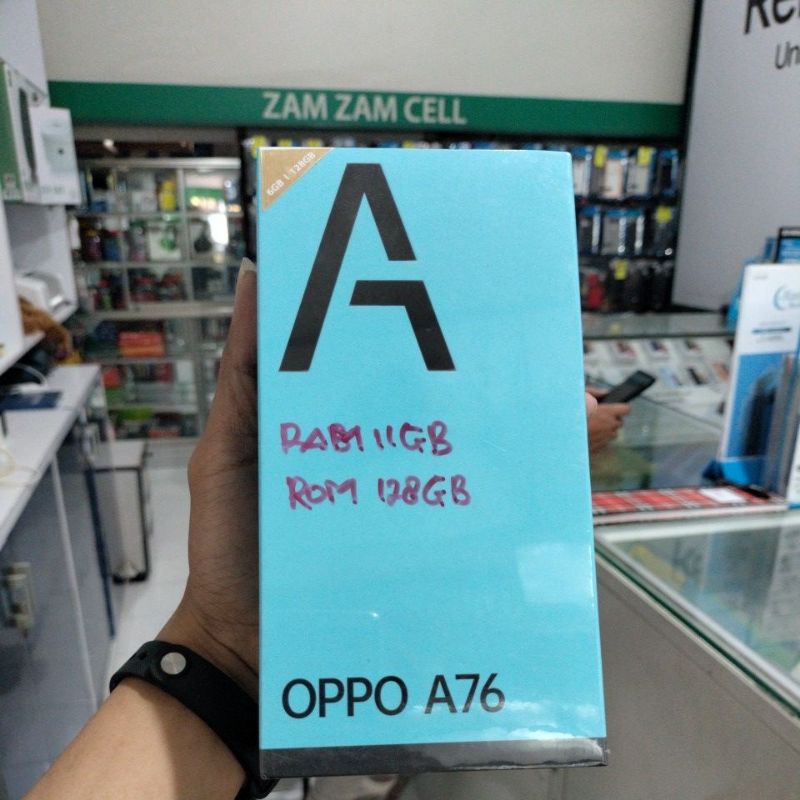 ZAM ZAM CELL
6GB | 128GB
A
RAM 11GB
ROM 128GB
OPPO A76